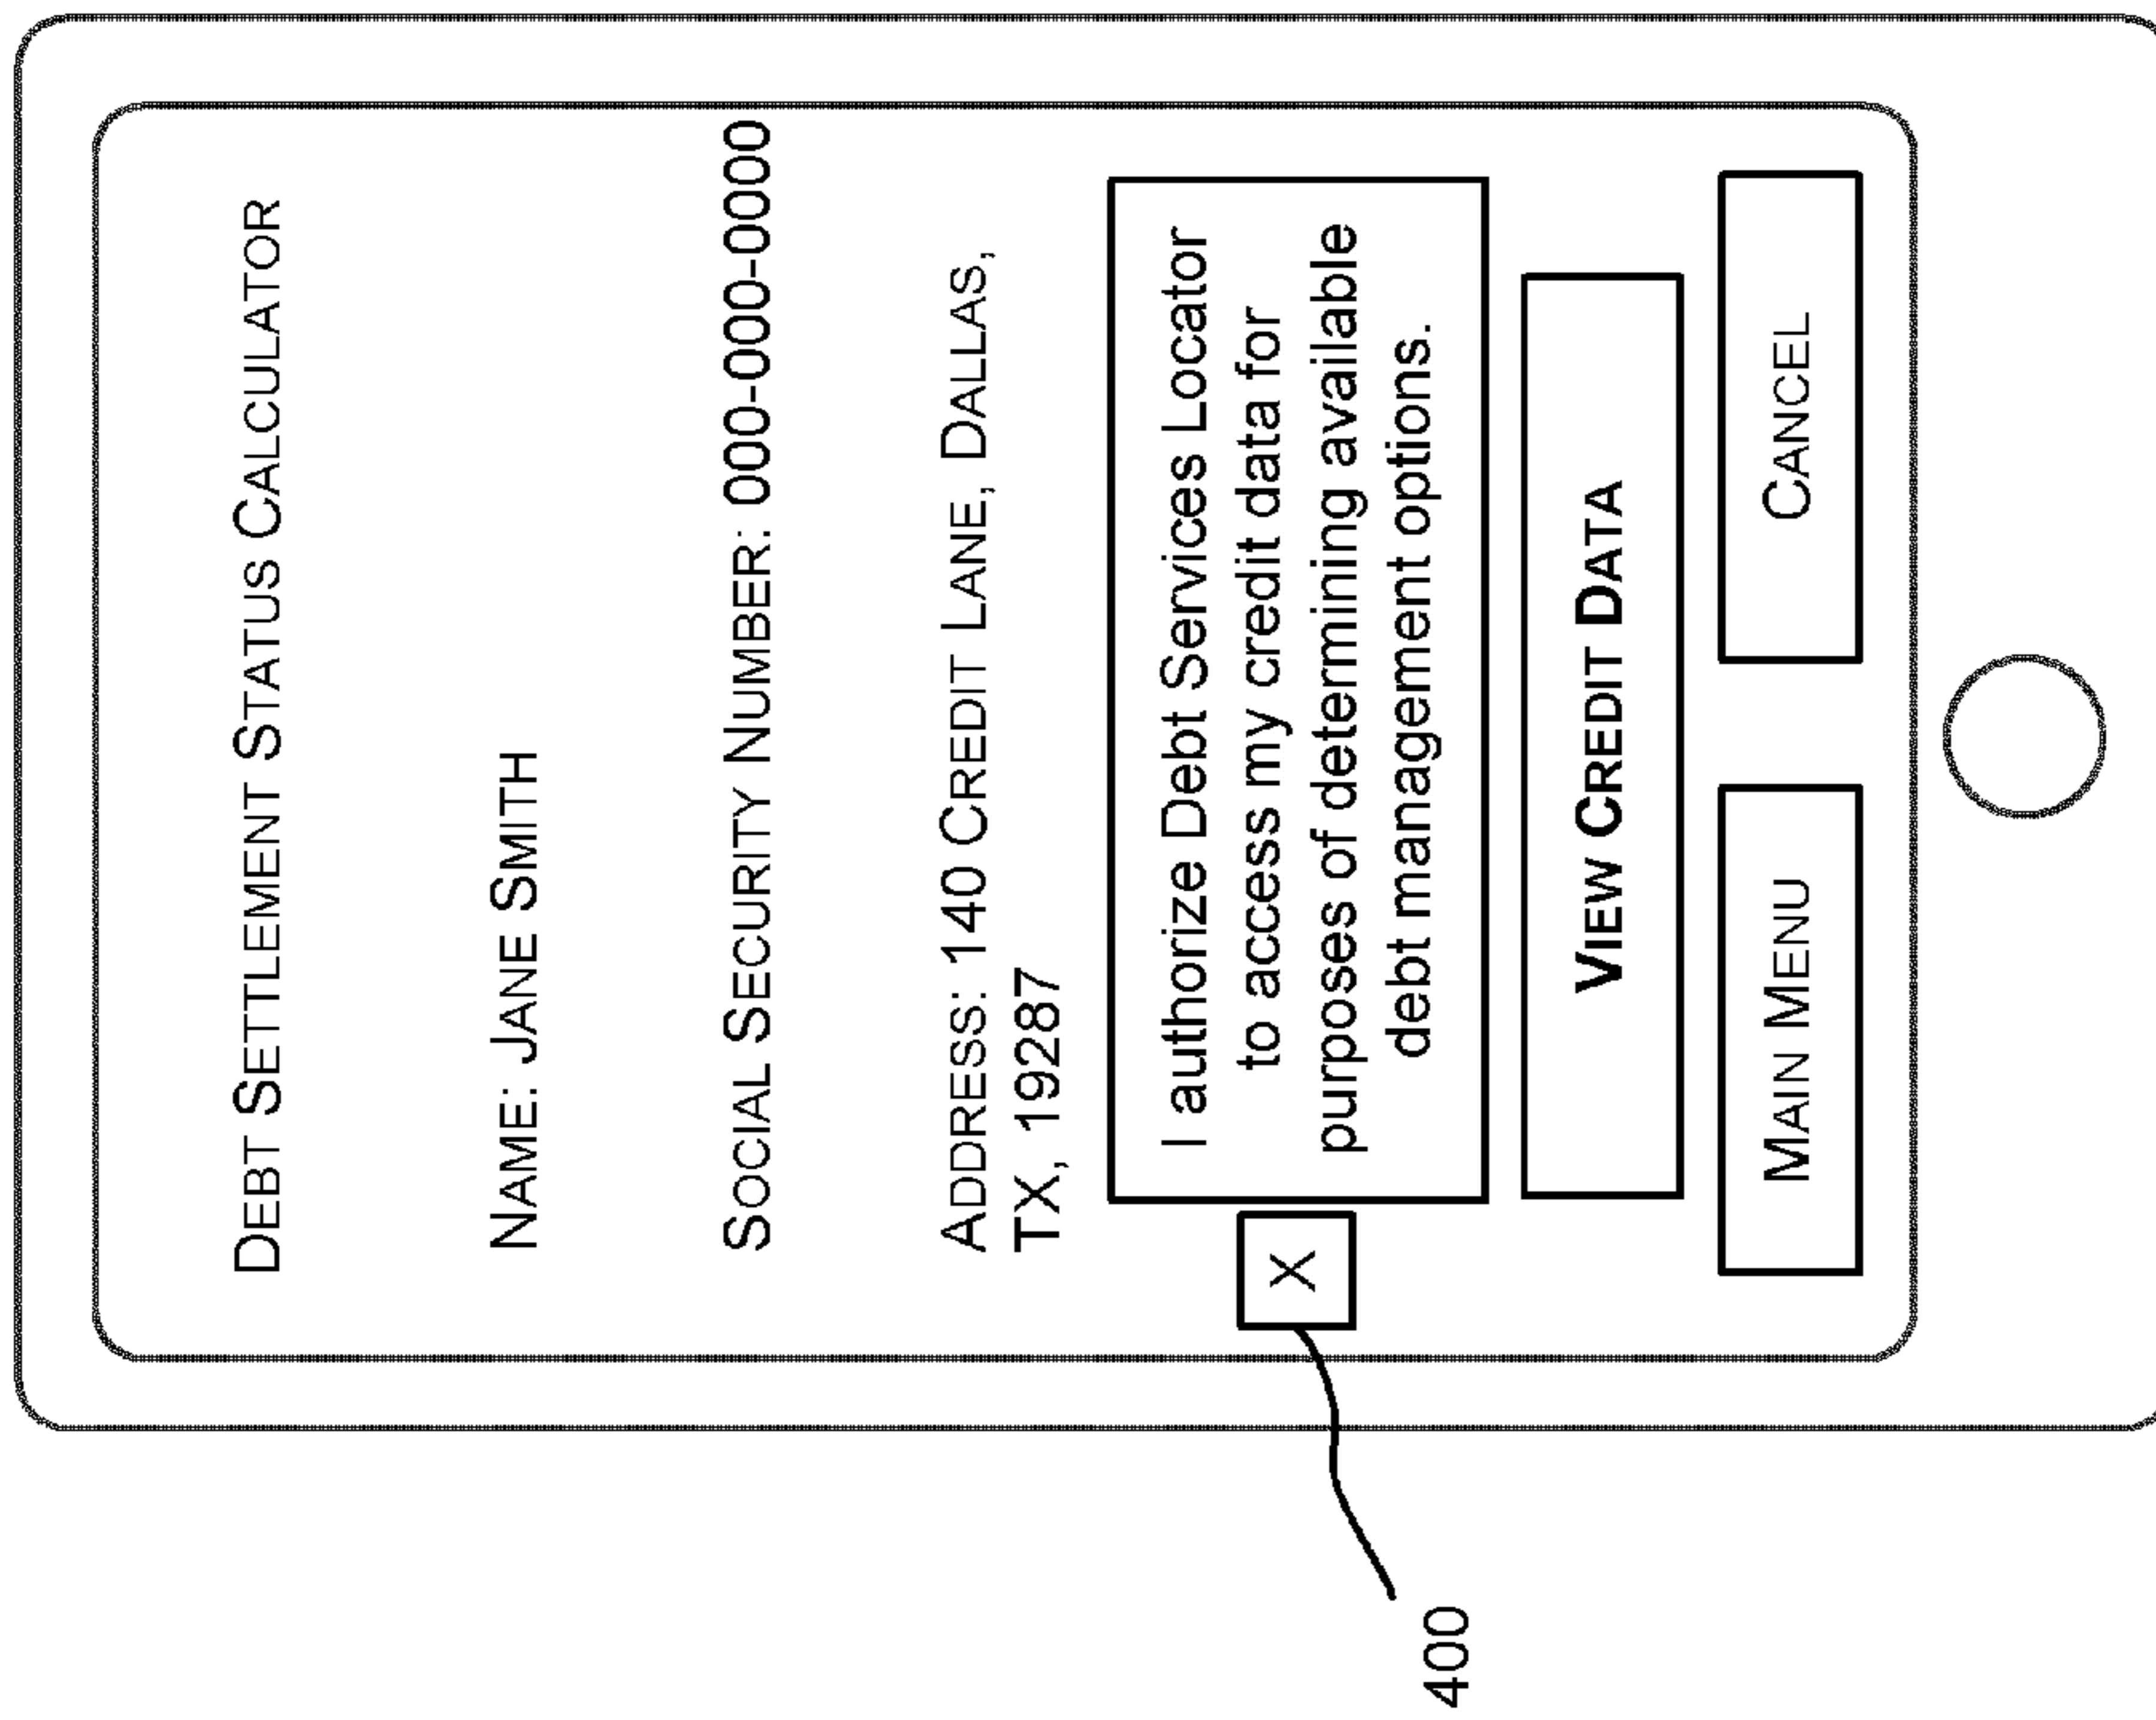 DEBT SETTLEMENT STATUS CALCULATOR
NAME: JANE SMITH
SOCIAL SECURITY NUMBER: 000-000-0000
ADDRESS: 140 CREDIT LANE, DALLAS,
TX, 19287
X
I authorize Debt Services Locator
to access my credit data for
purposes of determining available
debt management options.
VIEW CREDIT DATA
MAIN MENU
CANCEL
400